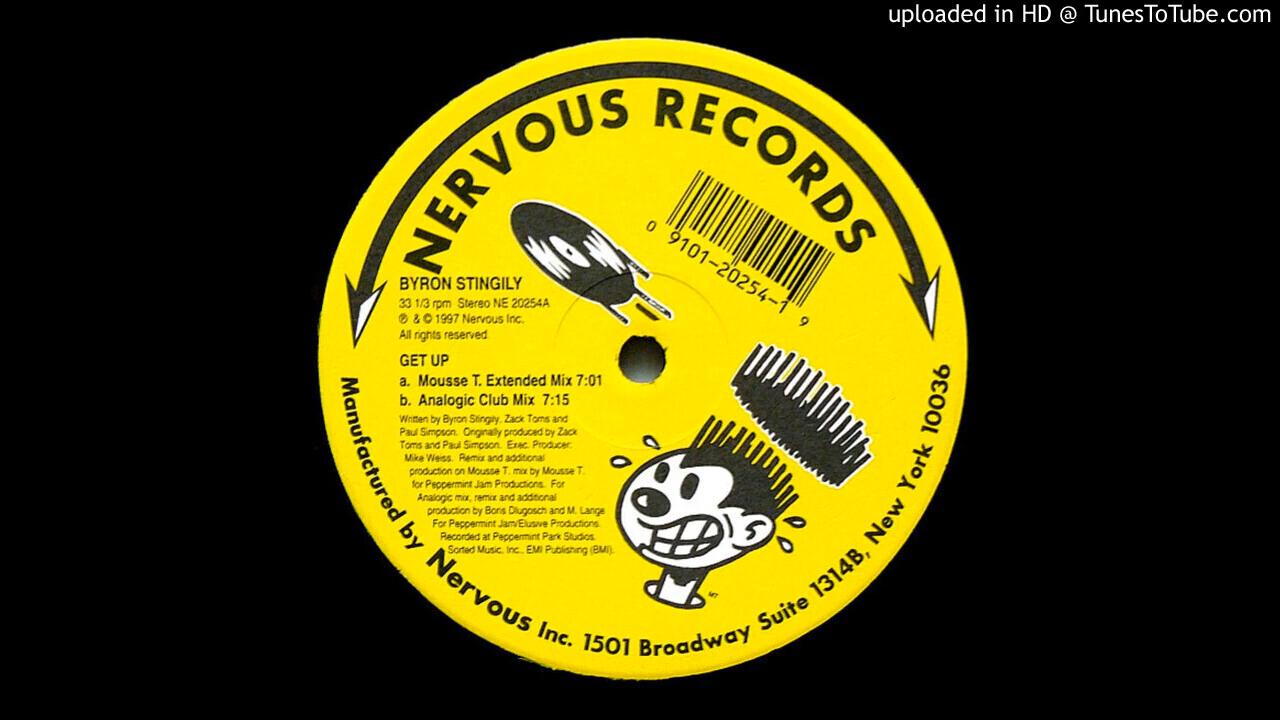 uploaded in HD @ TunesToTube.com
NERVOUS RECORDS
0 9101-20254-1 9
BYRON STINGILY
33 1/3 rpm Stereo NE 20254A
℗ & © 1997 Nervous Inc.
All rights reserved.
GET UP
a. Mousse T. Extended Mix 7:01
b. Analogic Club Mix 7:15
Written by Byron Stingily, Zack Toms and
Paul Simpson. Originally produced by Zack
Toms and Paul Simpson. Exec. Producer:
Mike Weiss. Remix and additional
production on Mousse T. mix by Mousse T.
for Peppermint Jam Productions. For
Analogic mix, remix and additional
production by Boris Dlugosch and M. Lange
For Peppermint Jam/Elusive Productions.
Recorded at Peppermint Park Studios.
Sorted Music, Inc., EMI Publishing (BMI).
Manufactured by Nervous Inc. 1501 Broadway Suite 1314B, New York 10036